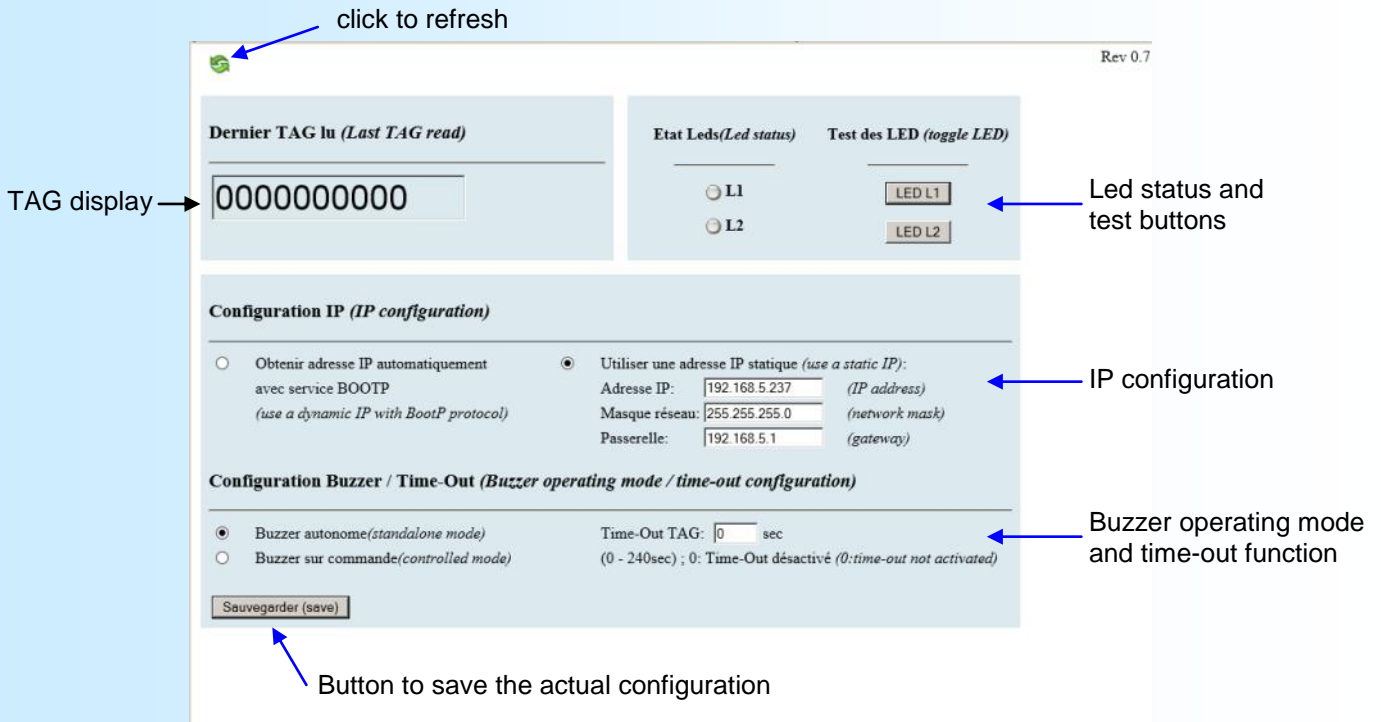 click to refresh
Rev 0.7
Dernier TAG lu (Last TAG read)
Etat Leds(Led status)
Test des LED (toggle LED)
TAG display
0000000000
L1
LED L1
L2
LED L2
Led status and
test buttons
Configuration IP (IP configuration)
Obtenir adresse IP automatiquement
avec service BOOTP
(use a dynamic IP with BootP protocol)
Utiliser une adresse IP statique (use a static IP):
Adresse IP: 192.168.5.237 (IP address)
Masque réseau: 255.255.255.0 (network mask)
Passerelle: 192.168.5.1 (gateway)
IP configuration
Configuration Buzzer / Time-Out (Buzzer operating mode / time-out configuration)
Buzzer autonome(standalone mode)
Buzzer sur commande(controlled mode)
Time-Out TAG: 0 sec
(0 - 240sec) ; 0: Time-Out désactivé (0:time-out not activated)
Buzzer operating mode
and time-out function
Sauvegarder (save)
Button to save the actual configuration